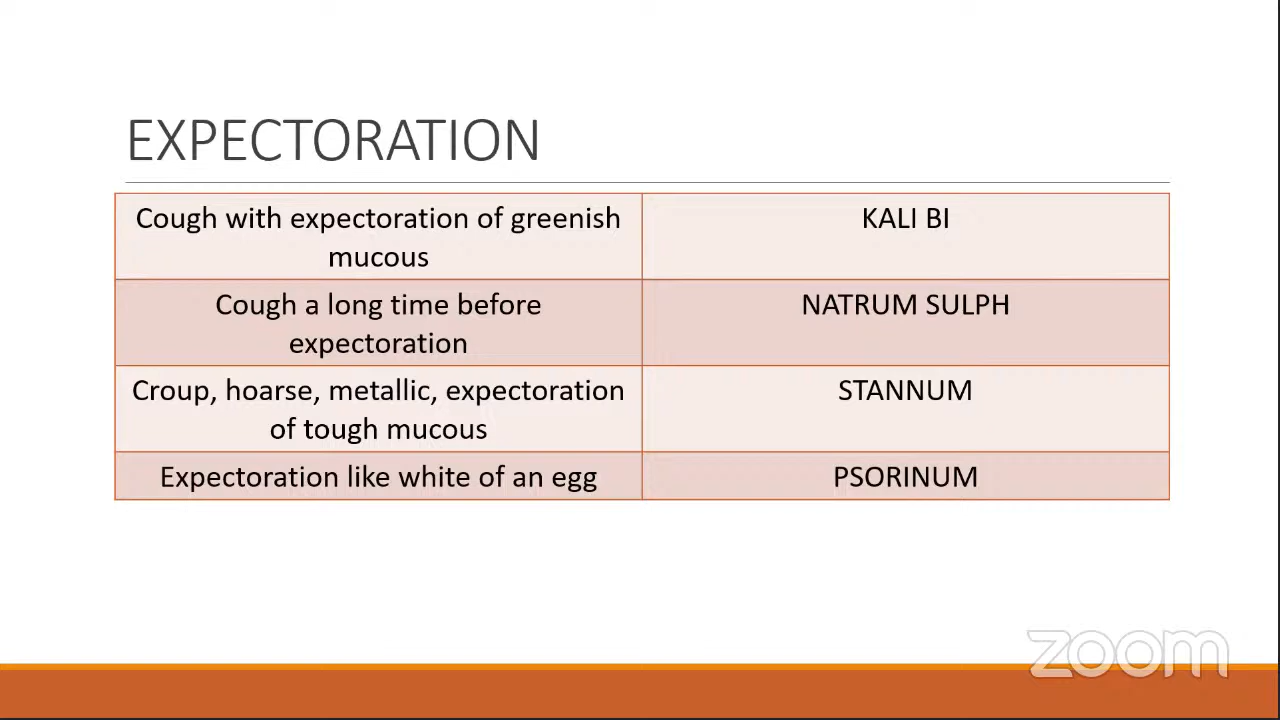 EXPECTORATION
Cough with expectoration of greenish
mucous
KALI BI
Cough a long time before
expectoration
NATRUM SULPH
Croup, hoarse, metallic, expectoration
of tough mucous
STANNUM
Expectoration like white of an egg
PSORINUM
zoom